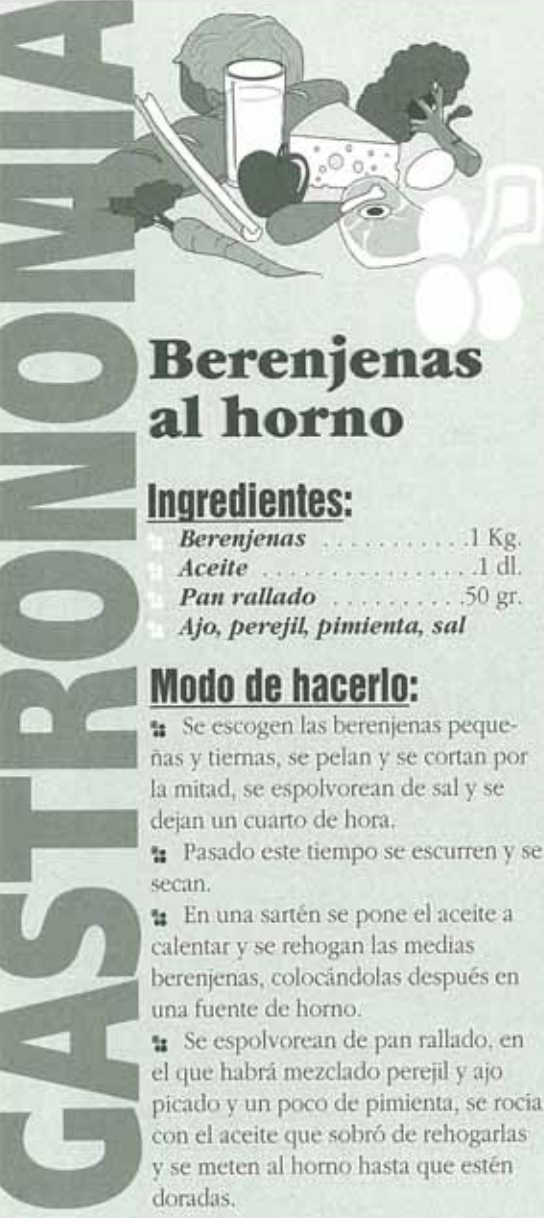 GASTRONOMIA
Berenjenas
al horno
Ingredientes:
Berenjenas . . . . . . . . . . . .1 Kg.
Aceite . . . . . . . . . . . . . . . . .1 dl.
Pan rallado . . . . . . . . . .50 gr.
Ajo, perejil, pimienta, sal
Modo de hacerlo:
Se escogen las berenjenas peque-
ñas y tiernas, se pelan y se cortan por
la mitad, se espolvorean de sal y se
dejan un cuarto de hora.
Pasado este tiempo se escurren y se
secan.
En una sartén se pone el aceite a
calentar y se rehogan las medias
berenjenas, colocándolas después en
una fuente de horno.
Se espolvorean de pan rallado, en
el que habrá mezclado perejil y ajo
picado y un poco de pimienta, se rocía
con el aceite que sobró de rehogarlas
y se meten al horno hasta que estén
doradas.